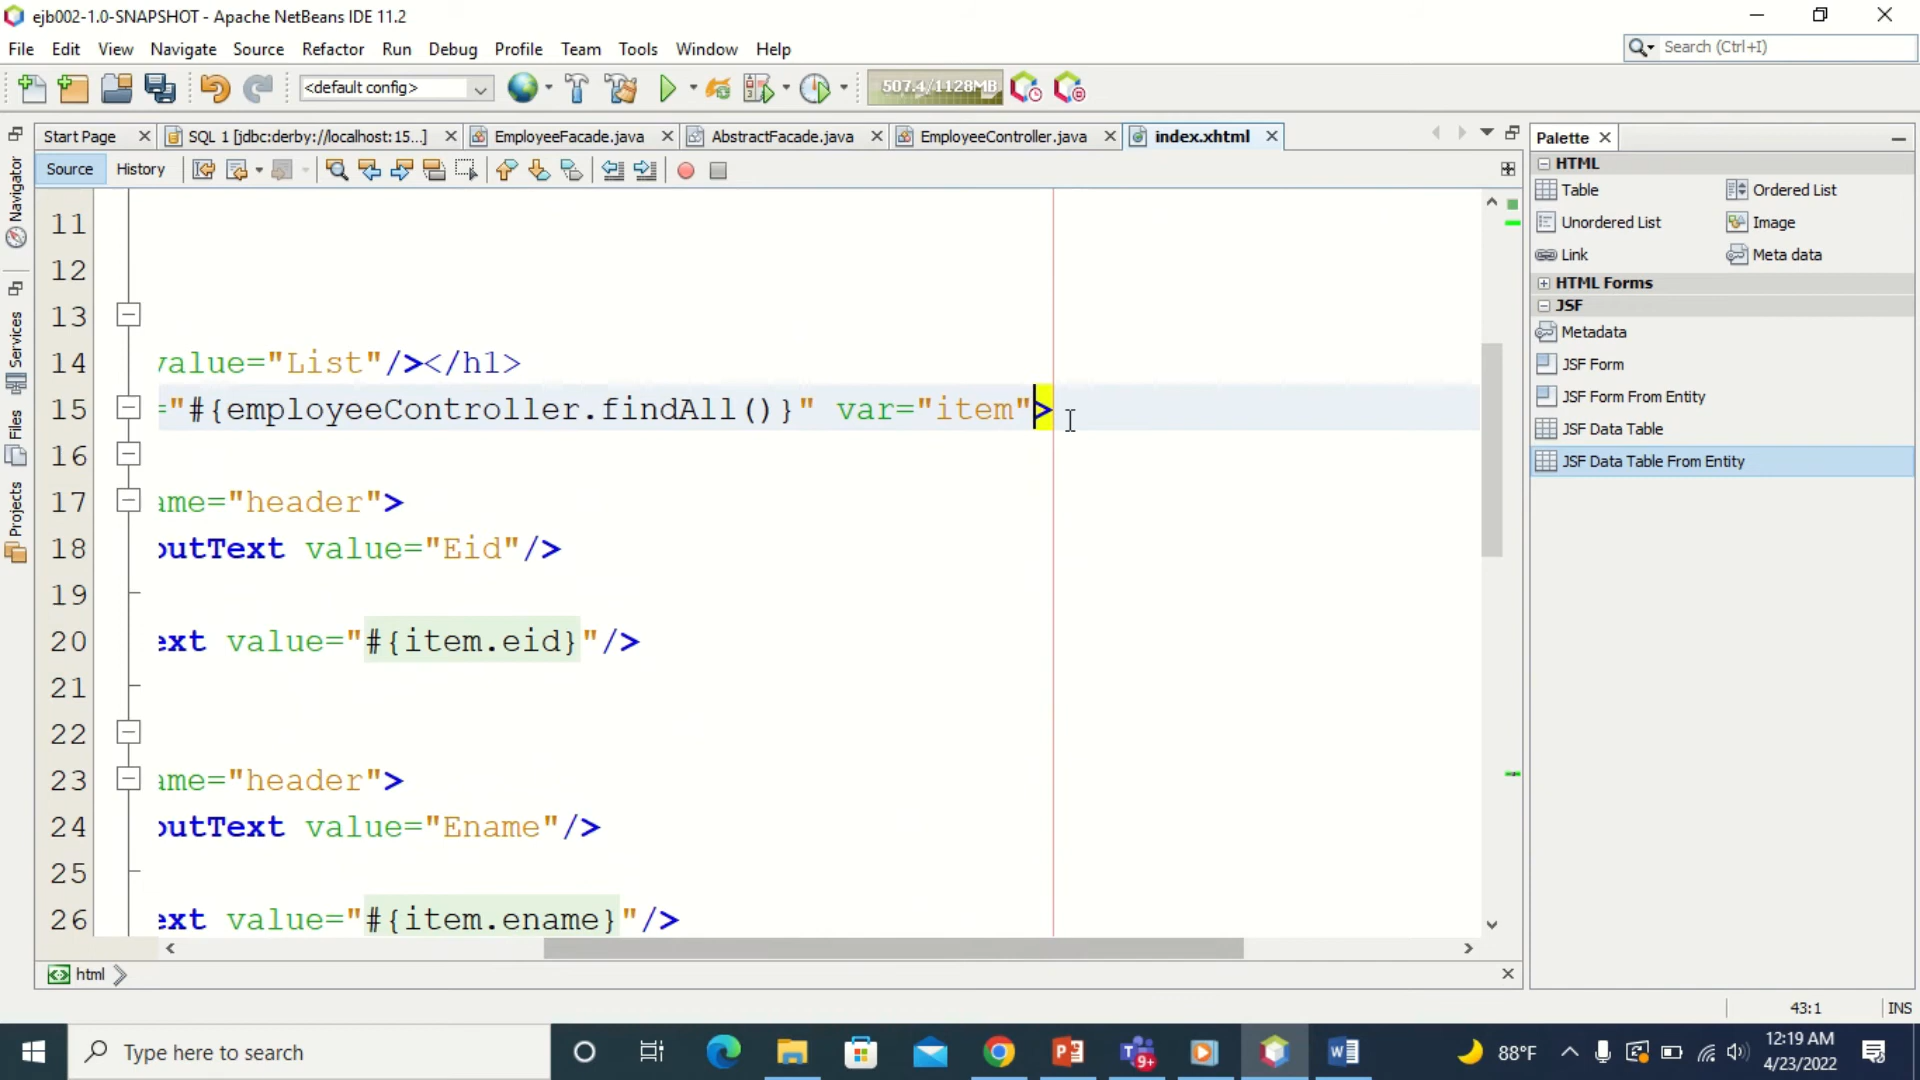 ejb002-1.0-SNAPSHOT - Apache NetBeans IDE 11.2
File Edit View Navigate Source Refactor Run Debug Profile Team Tools Window Help
Search (Ctrl+I)
<default config>
507.4/1128MB
Start Page
SQL 1 [jdbc:derby://localhost:15...]
EmployeeFacade.java
AbstractFacade.java
EmployeeController.java
index.xhtml
Source History
Navigator
Services
Files
Projects
11
12
13
14 value="List"/></h1>
15 ="#{employeeController.findAll()}" var="item">
16
17 ame="header">
18 outText value="Eid"/>
19
20 ext value="#{item.eid}"/>
21
22
23 ame="header">
24 outText value="Ename"/>
25
26 ext value="#{item.ename}"/>
html
Palette
HTML
Table Ordered List
Unordered List Image
Link Meta data
HTML Forms
JSF
Metadata
JSF Form
JSF Form From Entity
JSF Data Table
JSF Data Table From Entity
43:1 INS
Type here to search
9+
88°F
12:19 AM
4/23/2022